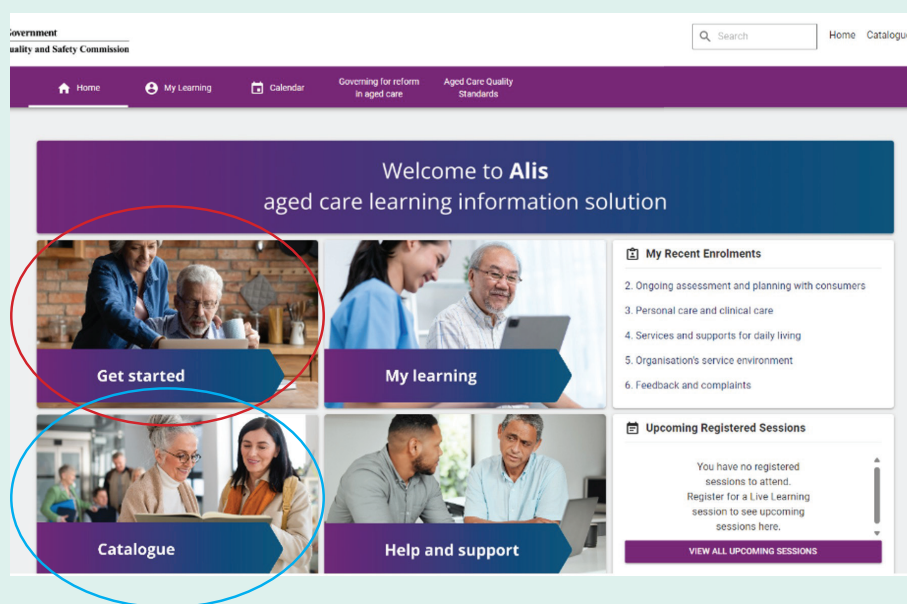 Government
uality and Safety Commission
Search
Home Catalogue
Home
My Learning
Calendar
Governing for reform
in aged care
Aged Care Quality
Standards
Welcome to Alis
aged care learning information solution
Get started
My learning
My Recent Enrolments
2. Ongoing assessment and planning with consumers
3. Personal care and clinical care
4. Services and supports for daily living
5. Organisation's service environment
6. Feedback and complaints
Catalogue
Help and support
Upcoming Registered Sessions
You have no registered
sessions to attend.
Register for a Live Learning
session to see upcoming
sessions here.
VIEW ALL UPCOMING SESSIONS